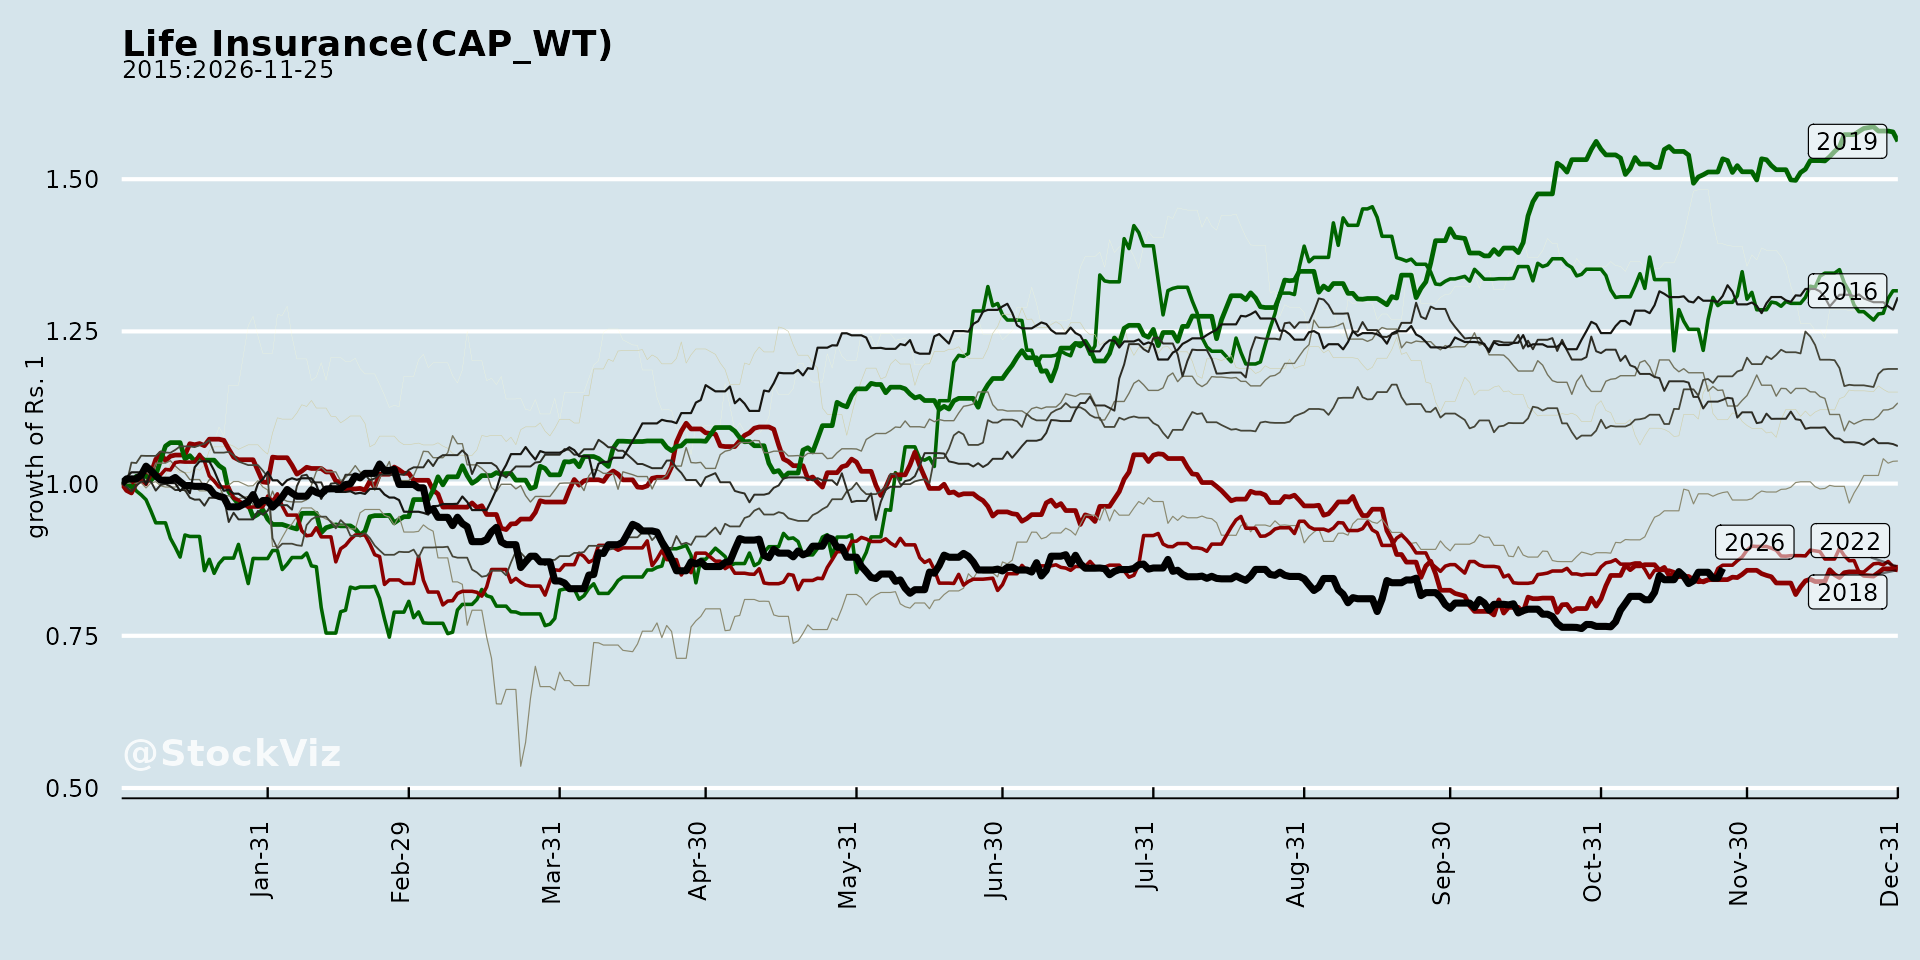 Life Insurance(CAP_WT)
2015:2026-11-25
growth of Rs. 1
1.50
1.25
1.00
0.75
0.50
2019
2016
2026
2022
2018
@StockViz
Jan-31
Feb-29
Mar-31
Apr-30
May-31
Jun-30
Jul-31
Aug-31
Sep-30
Oct-31
Nov-30
Dec-31